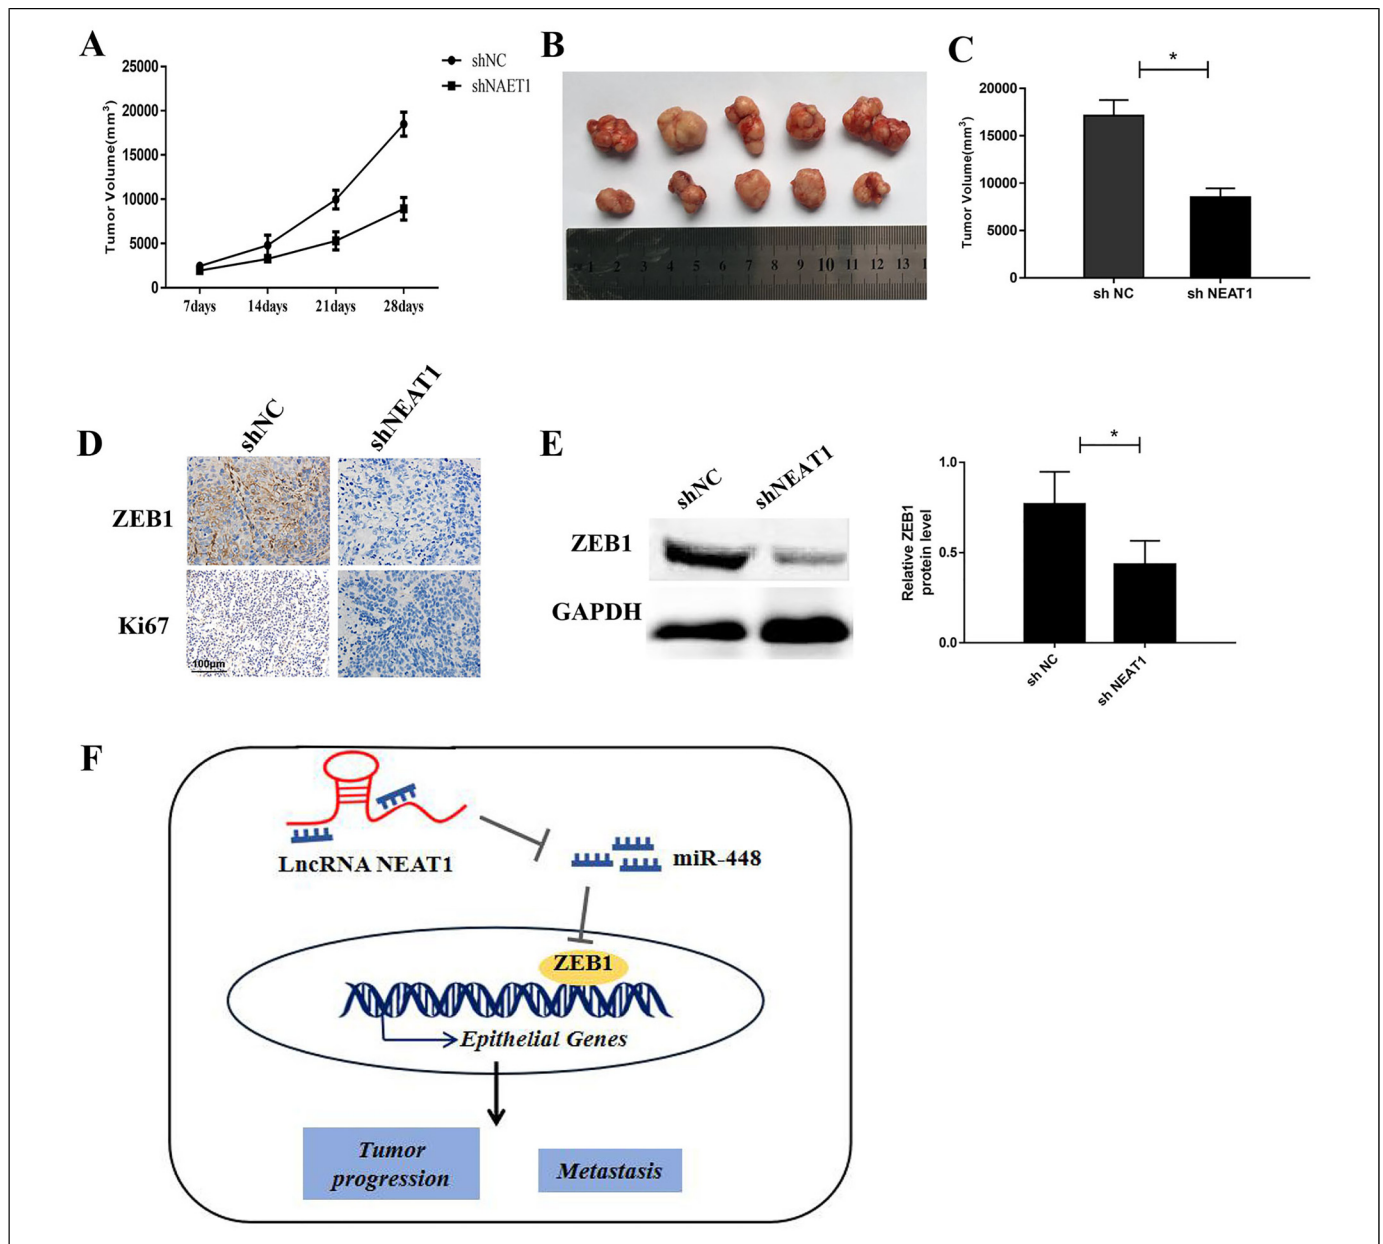 A
25000
20000
15000
10000
5000
0
Tumor Volume(mm³)
7days 14days 21days 28days
shNC
shNAET1
B
1 2 3 4 5 6 7 8 9 10 11 12 13 1
C
*
20000
15000
10000
5000
0
Tumor Volume(mm³)
sh NC sh NEAT1
D
shNC shNEAT1
ZEB1
Ki67
100µm
E
shNC shNEAT1
ZEB1
GAPDH
*
1.0
0.5
0.0
Relative ZEB1
protein level
sh NC
sh NEAT1
F
LncRNA NEAT1
miR-448
ZEB1
Epithelial Genes
Tumor
progression
Metastasis